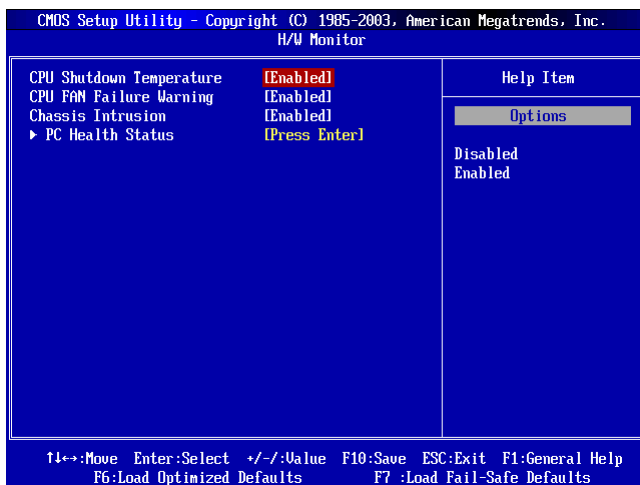 CMOS Setup Utility - Copyright (C) 1985-2003, American Megatrends, Inc.
H/W Monitor
CPU Shutdown Temperature [Enabled]
CPU FAN Failure Warning [Enabled]
Chassis Intrusion [Enabled]
▶ PC Health Status [Press Enter]
Help Item
Options
Disabled
Enabled
↑↓←→:Move Enter:Select +/-/:Value F10:Save ESC:Exit F1:General Help
F6:Load Optimized Defaults F7 :Load Fail-Safe Defaults